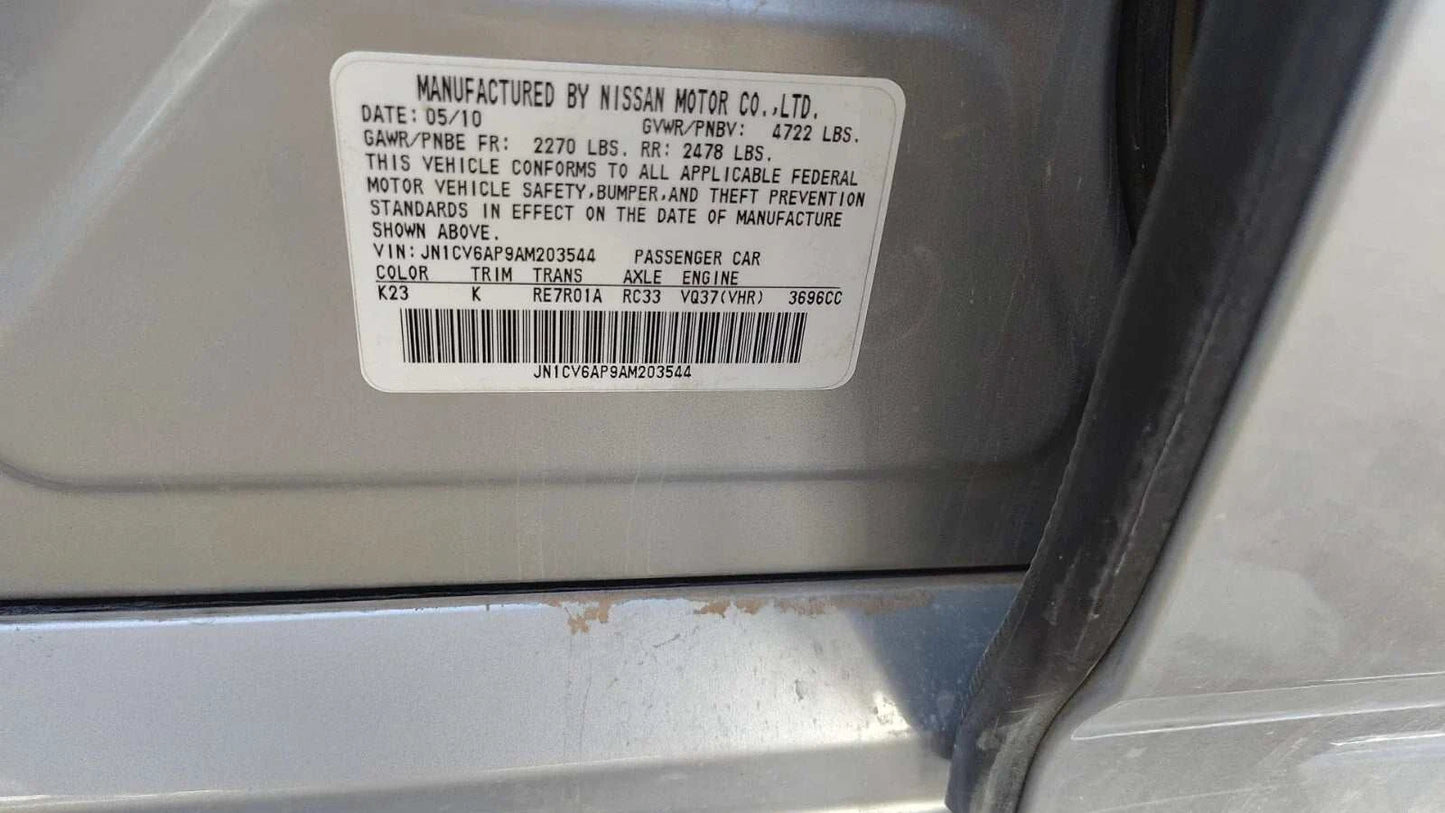 MANUFACTURED BY NISSAN MOTOR CO.,LTD.
DATE: 05/10 GVWR/PNBV: 4722 LBS.
GAWR/PNBE FR: 2270 LBS. RR: 2478 LBS.
THIS VEHICLE CONFORMS TO ALL APPLICABLE FEDERAL
MOTOR VEHICLE SAFETY,BUMPER,AND THEFT PREVENTION
STANDARDS IN EFFECT ON THE DATE OF MANUFACTURE
SHOWN ABOVE.
VIN: JN1CV6AP9AM203544 PASSENGER CAR
COLOR TRIM TRANS AXLE ENGINE
K23 K RE7R01A RC33 VQ37(VHR) 3696CC
JN1CV6AP9AM203544